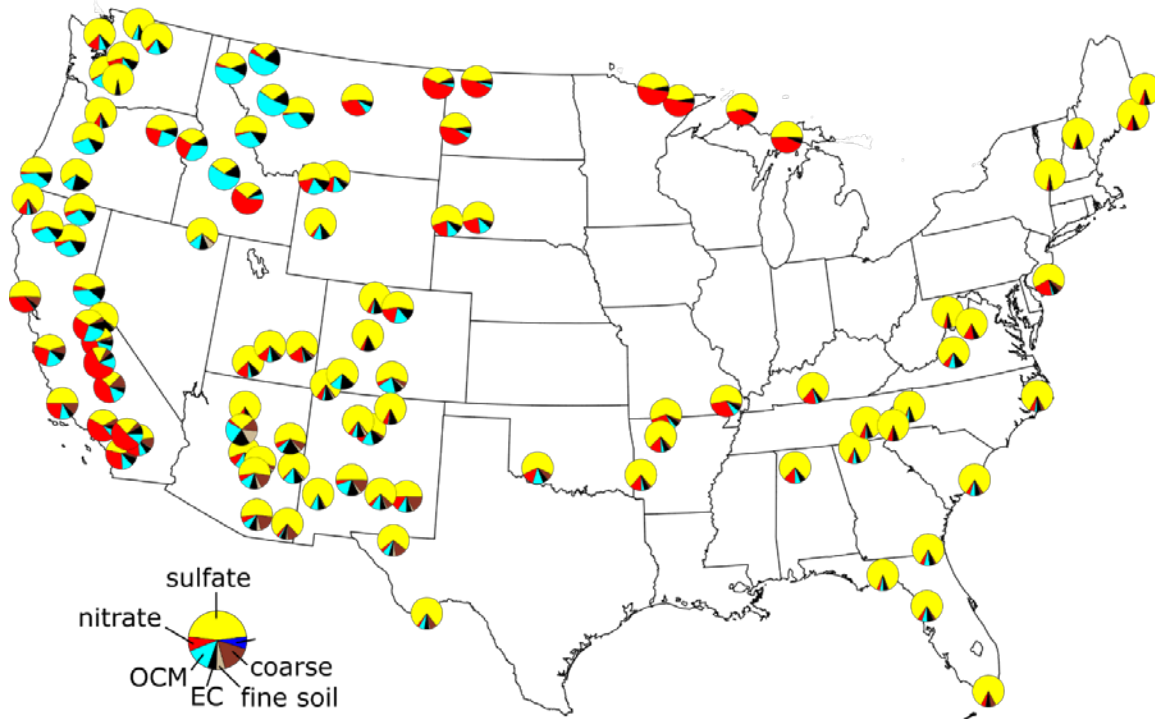 sulfate
nitrate
OCM
EC
coarse
fine soil